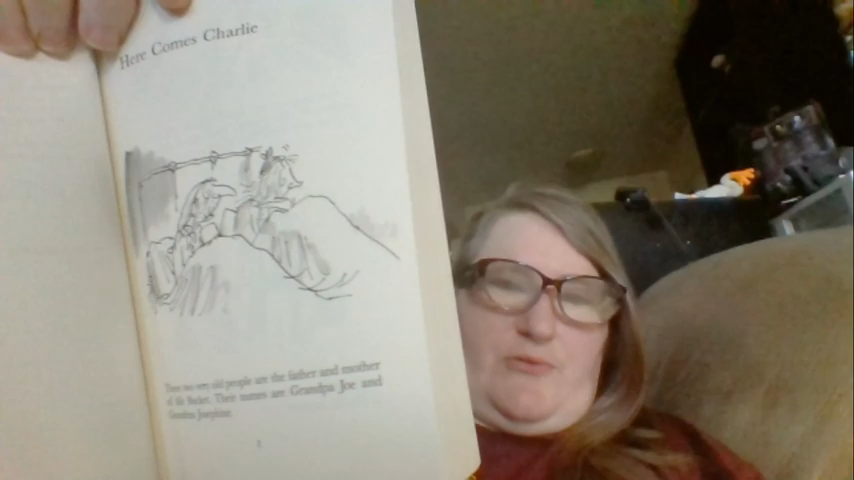 Here Comes Charlie
These two very old people are the father and mother
of Mr Bucket. Their names are Grandpa Joe and
Grandma Josephine.